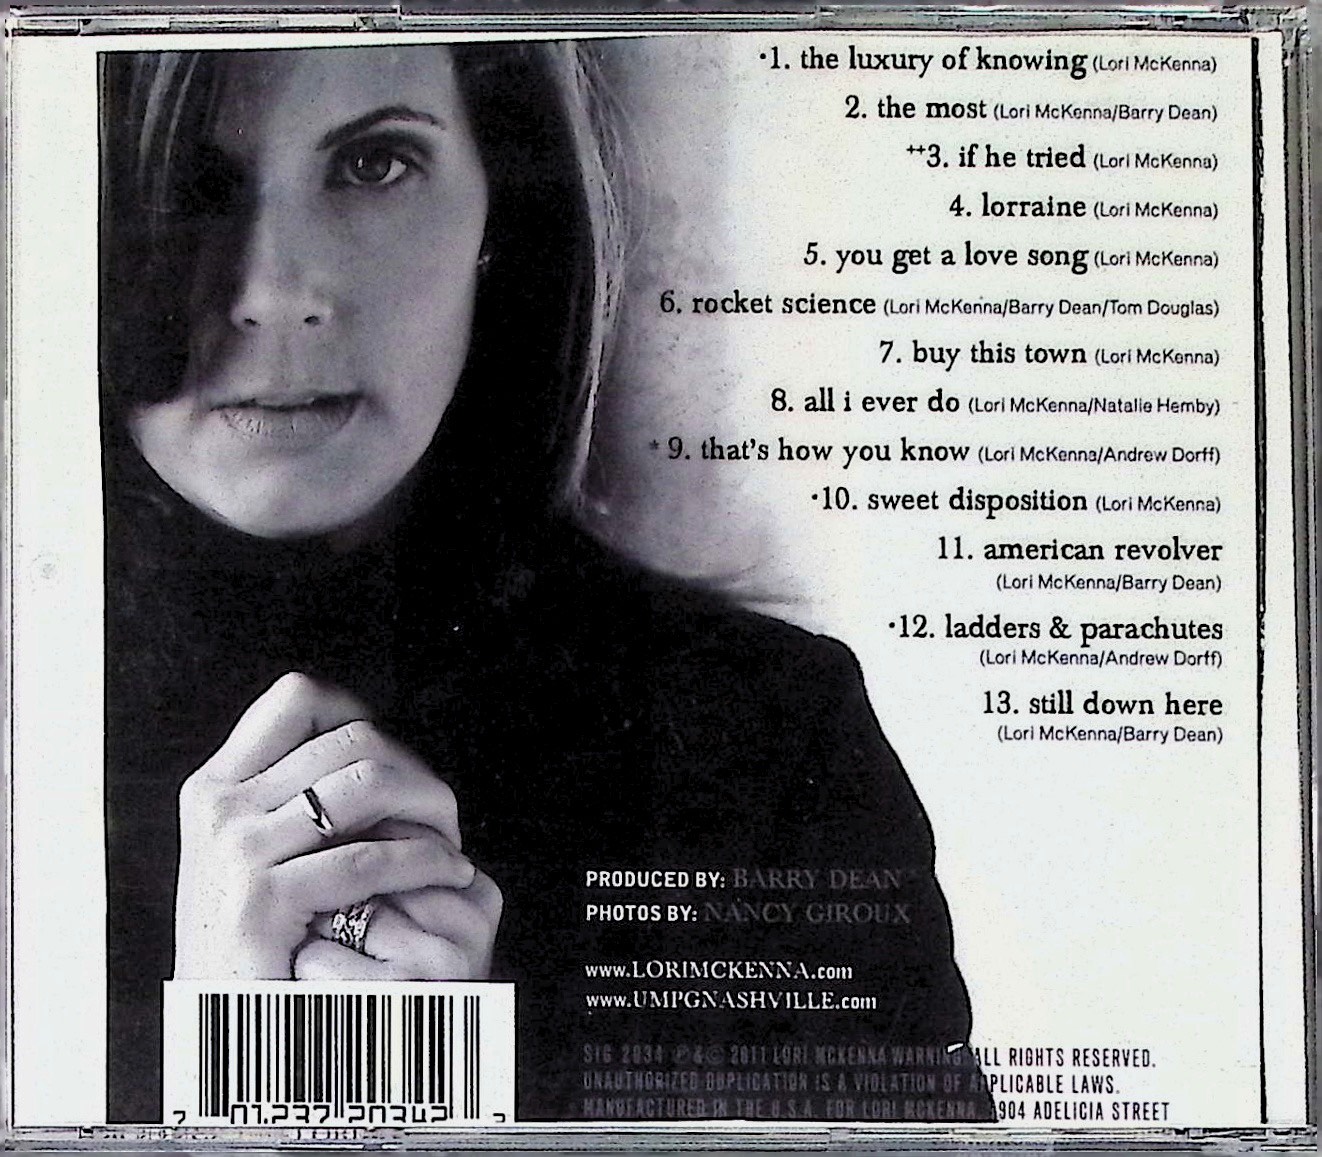 •1. the luxury of knowing (Lori McKenna)
2. the most (Lori McKenna/Barry Dean)
++3. if he tried (Lori McKenna)
4. lorraine (Lori McKenna)
5. you get a love song (Lori McKenna)
6. rocket science (Lori McKenna/Barry Dean/Tom Douglas)
7. buy this town (Lori McKenna)
8. all i ever do (Lori McKenna/Natalie Hemby)
* 9. that's how you know (Lori McKenna/Andrew Dorff)
•10. sweet disposition (Lori McKenna)
11. american revolver
(Lori McKenna/Barry Dean)
•12. ladders & parachutes
(Lori McKenna/Andrew Dorff)
13. still down here
(Lori McKenna/Barry Dean)
PRODUCED BY: BARRY DEAN
PHOTOS BY: NANCY GIROUX
www.LORIMCKENNA.com
www.UMPGNASHVILLE.com
SIG 2034 ℗ & © 2011 LORI MCKENNA WARNING ALL RIGHTS RESERVED.
UNAUTHORIZED DUPLICATION IS A VIOLATION OF APPLICABLE LAWS.
MANUFACTURED IN THE U.S.A. FOR LORI MCKENNA, 1904 ADELICIA STREET